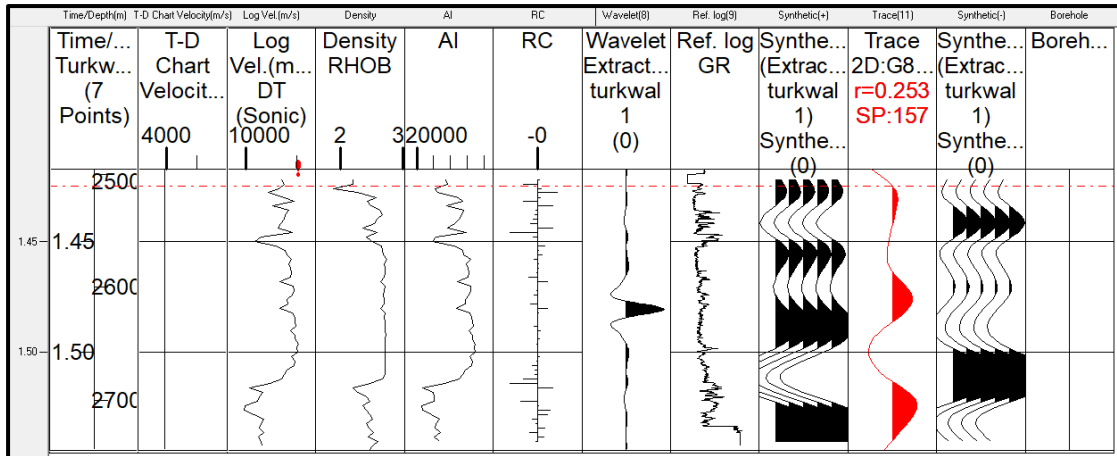 Time/Depth(m) T-D Chart Velocity(m/s) Log Vel.(m/s) Density AI RC Wavelet(8) Ref. log(9) Synthetic(+) Trace(11) Synthetic(-) Borehole
Time/...
Turkw...
(7
Points)
T-D
Chart
Velocit...
4000
Log
Vel.(m...
DT
(Sonic)
10000
Density
RHOB
2 3
AI
20000
RC
-0
Wavelet
Extract...
turkwal
1
(0)
Ref. log
GR
Synthe...
(Extrac...
turkwal
1)
Synthe...
(0)
Trace
2D:G8...
r=0.253
SP:157
Synthe...
(Extrac...
turkwal
1)
Synthe...
(0)
Boreh...
2500
1.45 1.45
2600
1.50 1.50
2700